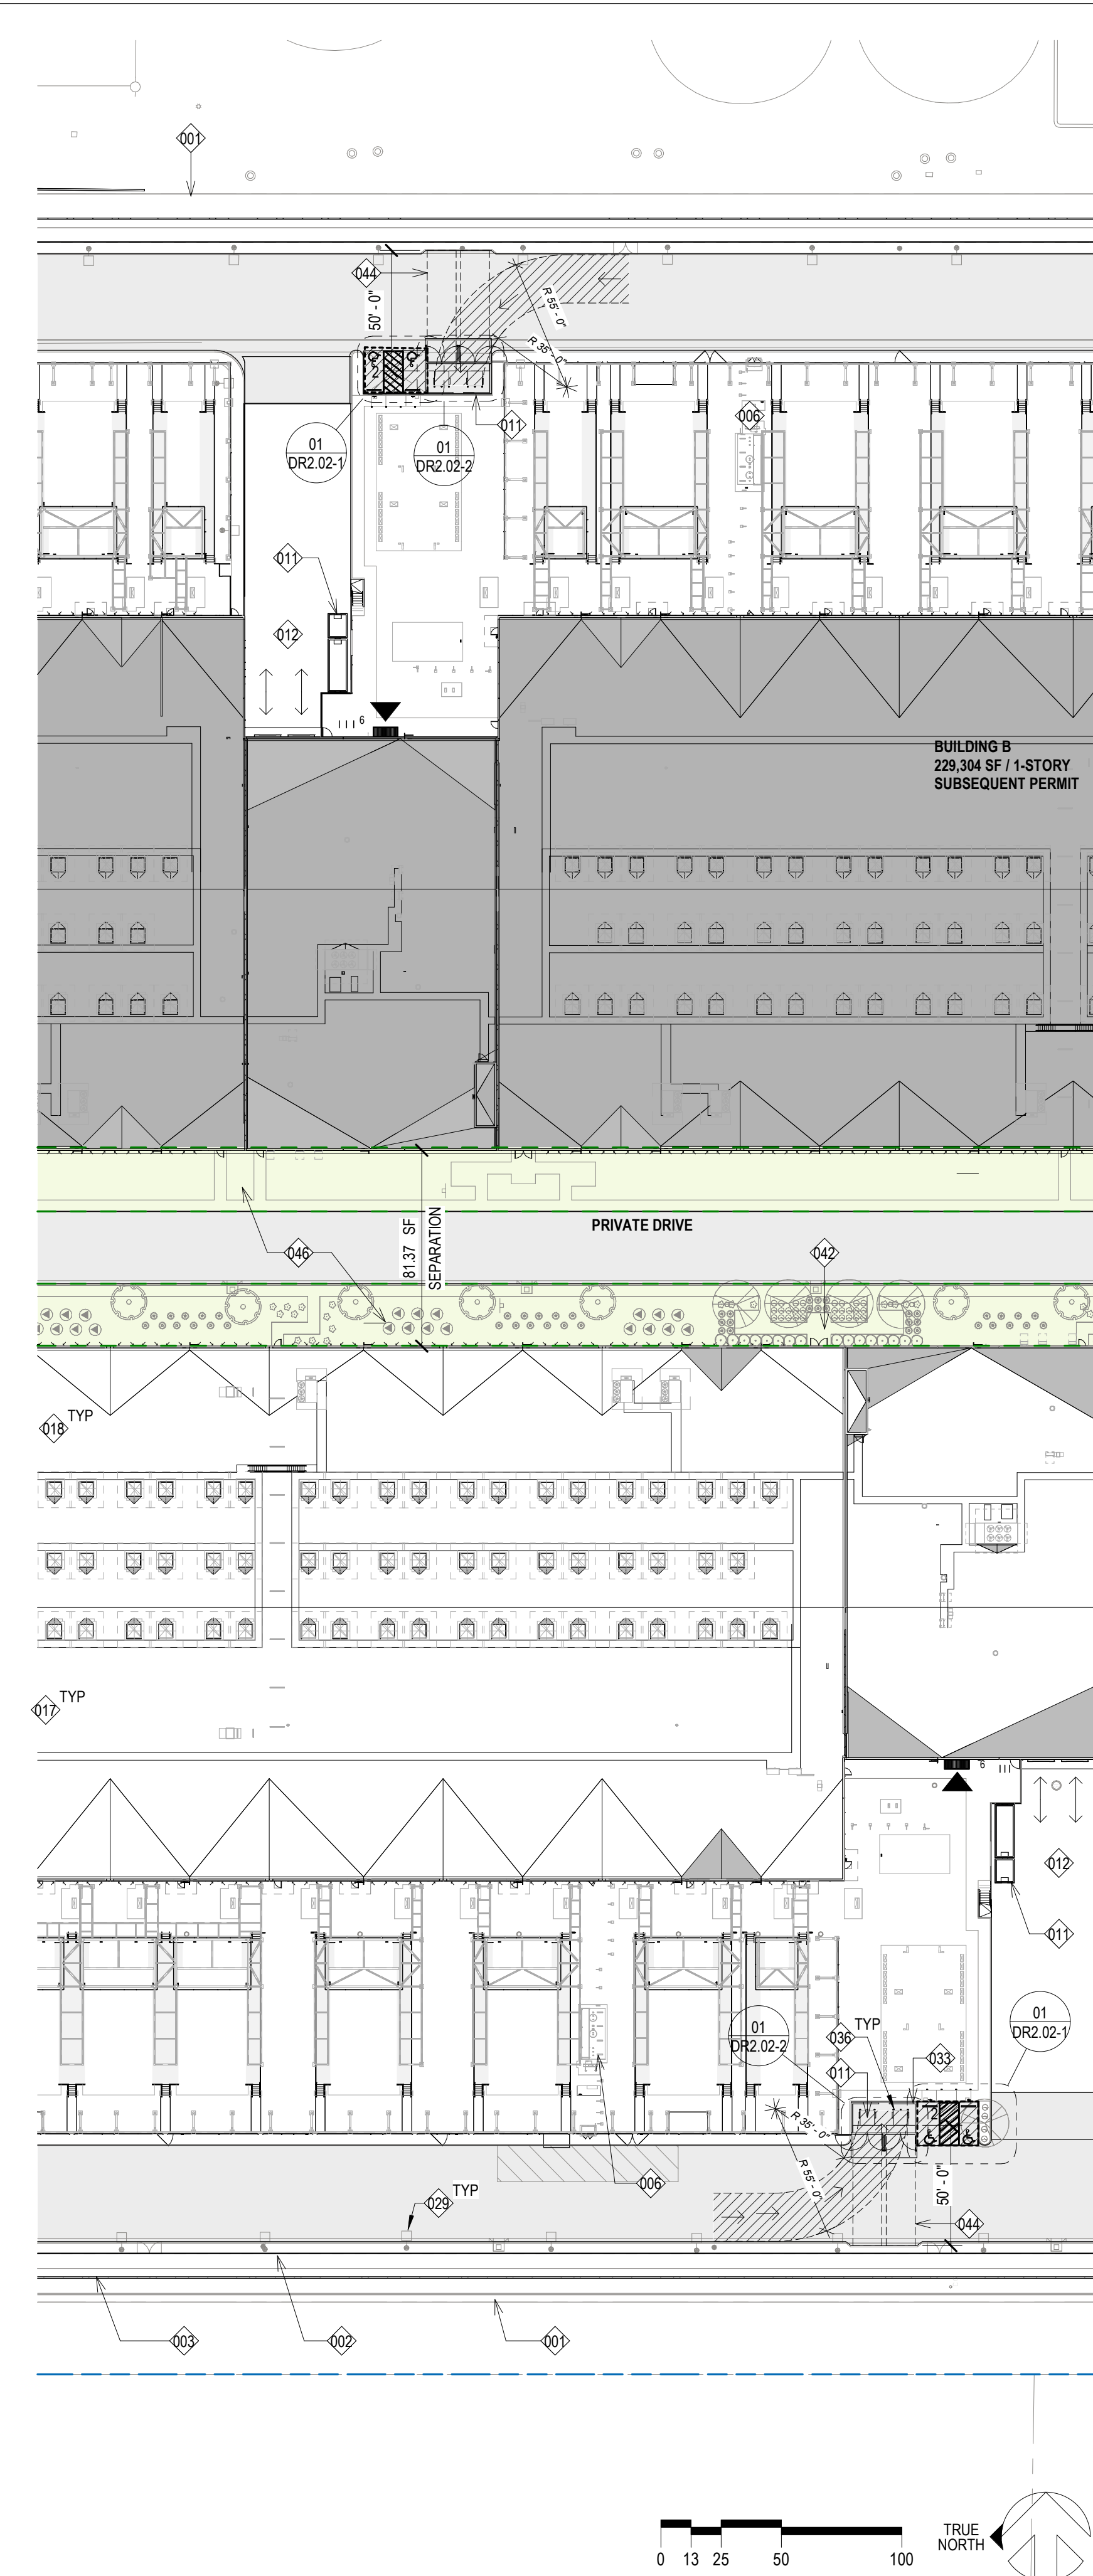 001
044
50' - 0"
R 55' - 0"
R 35' - 0"
2
011
006
01
DR2.02-1
01
DR2.02-2
011
012
6
BUILDING B
229,304 SF / 1-STORY
SUBSEQUENT PERMIT
81.37 SF
SEPARATION
PRIVATE DRIVE
046
042
018 TYP
017 TYP
6
012
011
01
DR2.02-2
036 TYP
011
033
01
DR2.02-1
2
R 35' - 0"
R 55' - 0"
50' - 0"
006
029 TYP
044
003
002
001
0 13 25 50 100
TRUE
NORTH